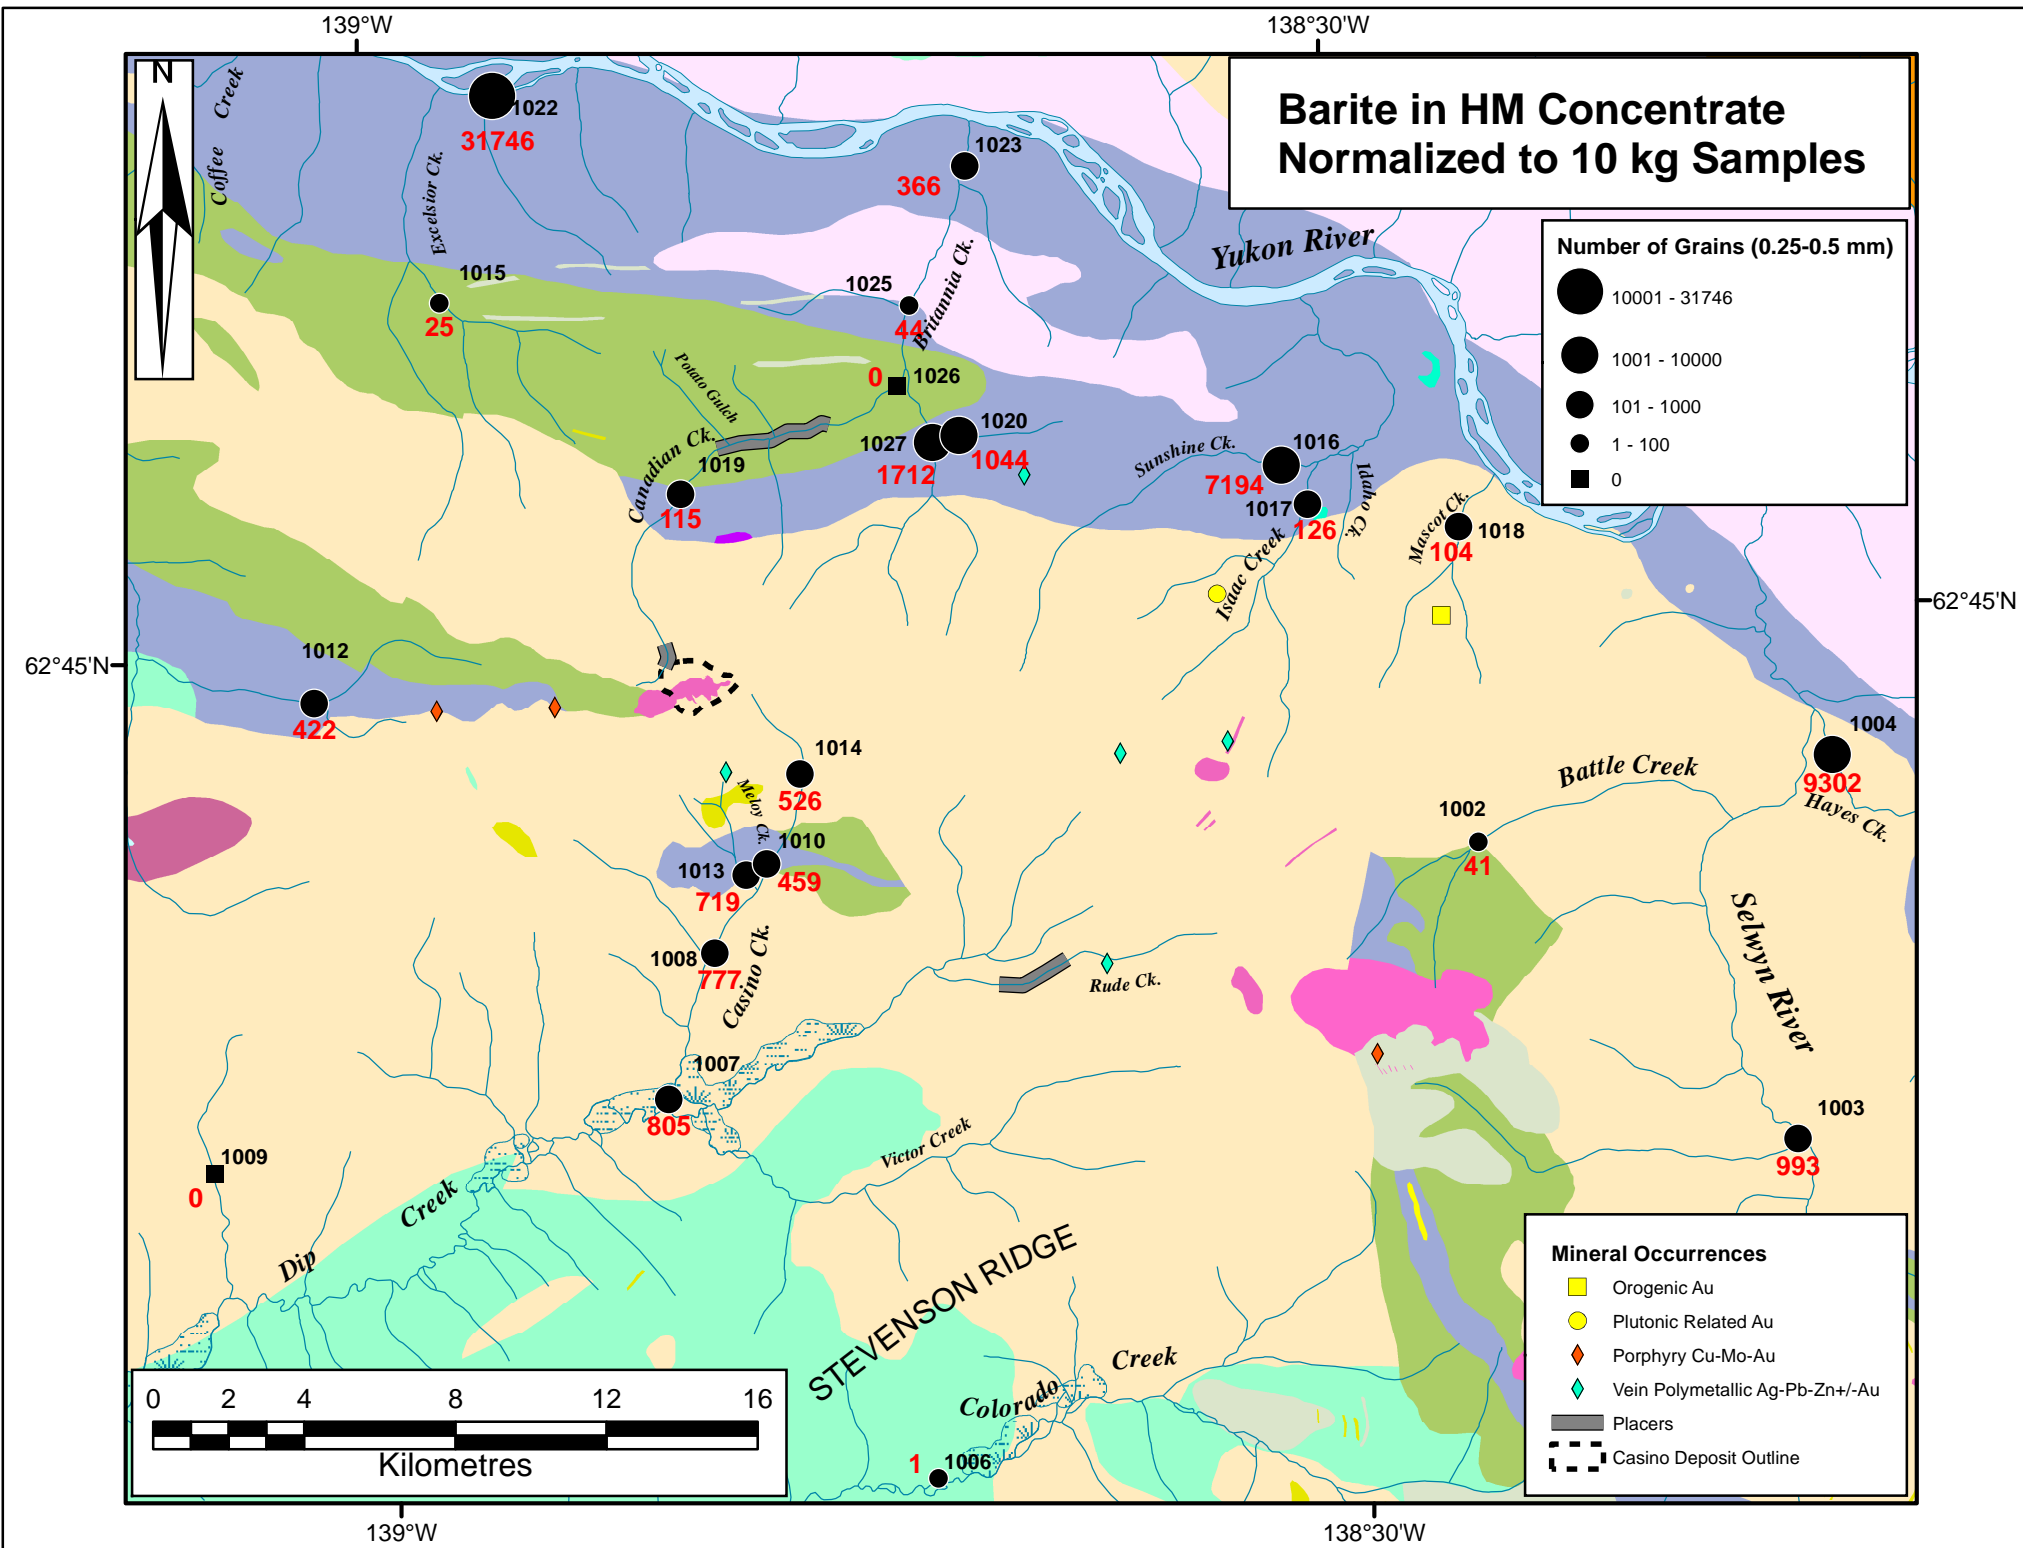 139°W
138°30'W
N
Barite in HM Concentrate
Normalized to 10 kg Samples
Coffee Creek
Excelsior Ck.
1022
31746
1023
366
Yukon River
Number of Grains (0.25-0.5 mm)
10001 - 31746
1001 - 10000
101 - 1000
1 - 100
0
1015
25
1025
44
Britannia Ck.
Potato Gulch
0
1026
Canadian Ck.
1019
115
1027
1712
1020
1044
Sunshine Ck.
1016
7194
1017
126
Idaho Ck.
Isaac Creek
Mascot Ck.
1018
104
62°45'N
62°45'N
1012
422
1014
526
Meloy Ck.
1010
459
1013
719
1008
777
Casino Ck.
Battle Creek
1002
41
1004
9302
Hayes Ck.
Selwyn River
Rude Ck.
1007
805
1003
993
Victor Creek
1009
0
Dip Creek
STEVENSON RIDGE
Colorado Creek
1
1006
Mineral Occurrences
Orogenic Au
Plutonic Related Au
Porphyry Cu-Mo-Au
Vein Polymetallic Ag-Pb-Zn+/-Au
Placers
Casino Deposit Outline
0 2 4 8 12 16
Kilometres
139°W
138°30'W